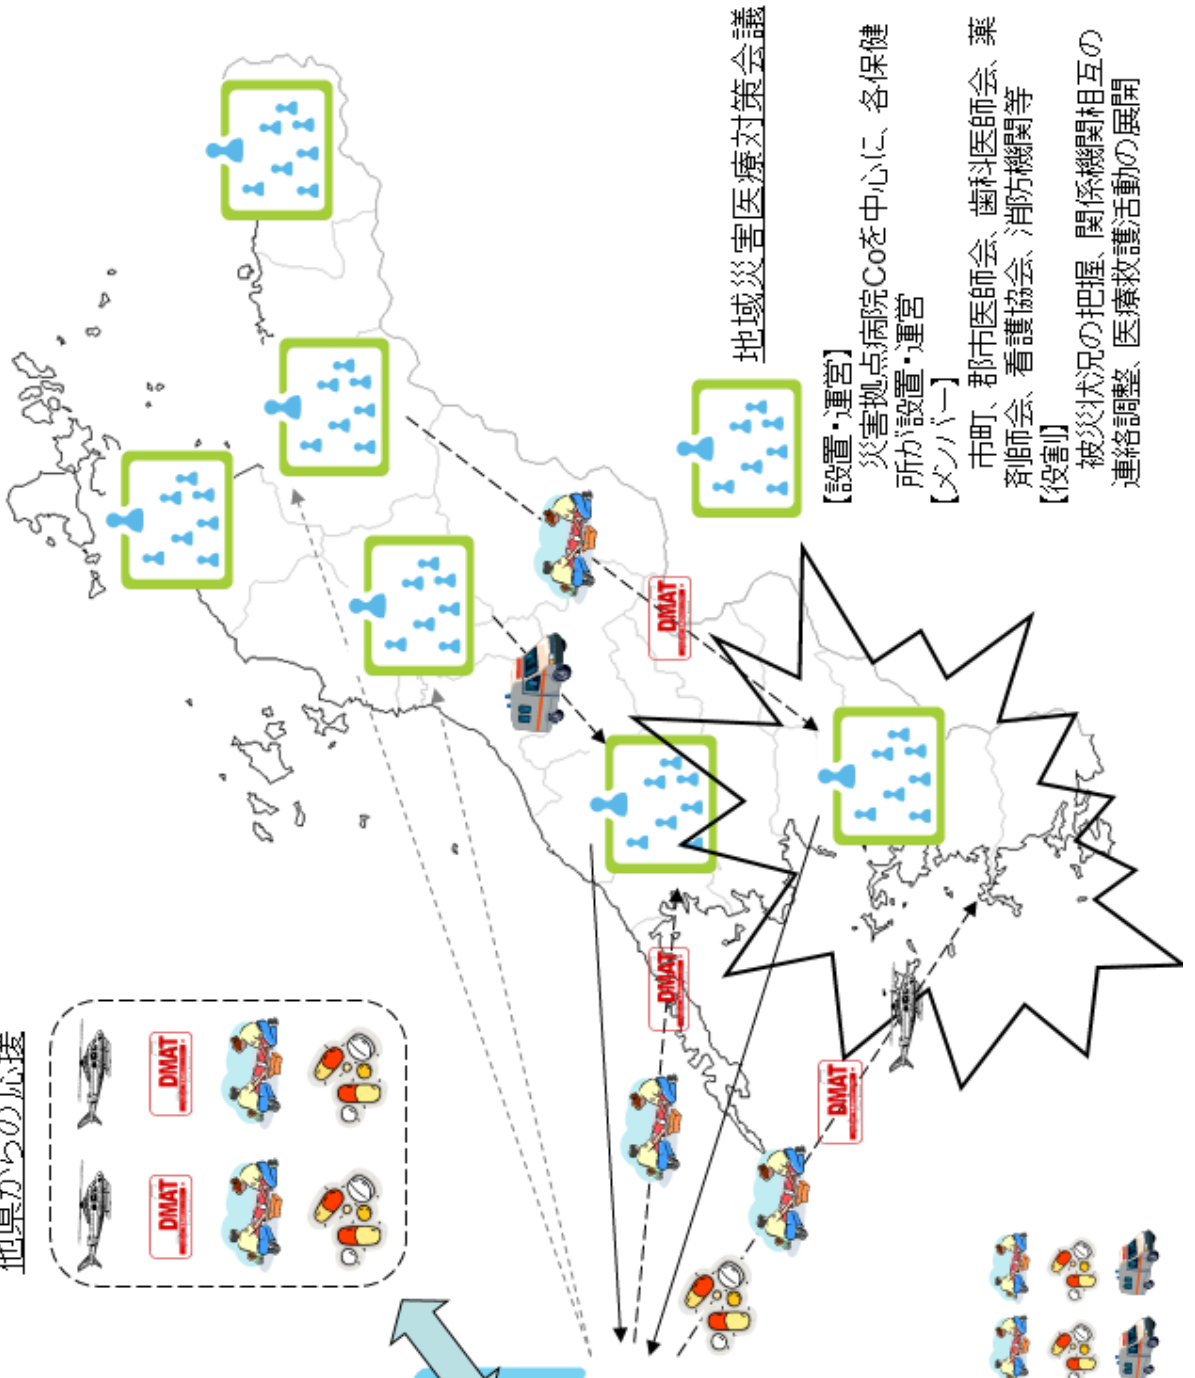 他県からの応援
DMAT
DMAT
DMAT
DMAT
DMAT
地域災害医療対策会議
【設置・運営】
災害拠点病院Coを中心に、各保健
所が設置・運営
【メンバー】
市町、郡市医師会、歯科医師会、薬
剤師会、看護協会、消防機関等
【役割】
被災状況の把握、関係機関相互の
連絡調整、医療救護活動の展開